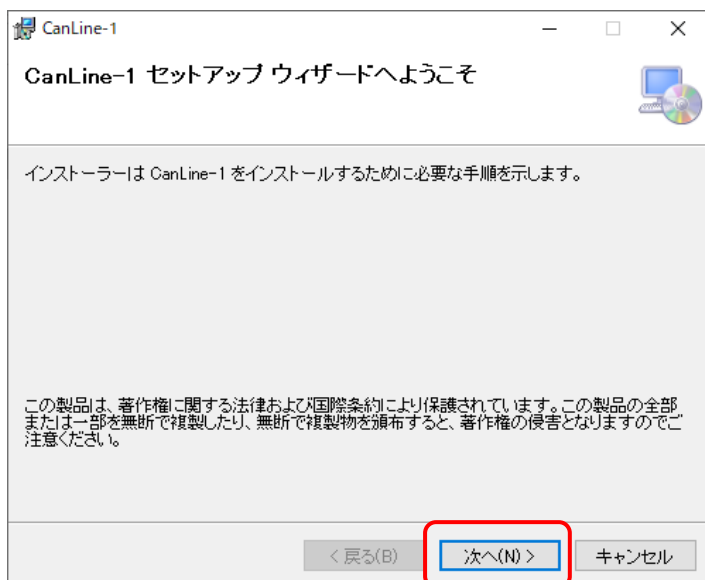 CanLine-1
CanLine-1 セットアップ ウィザードへようこそ
インストーラーは CanLine-1 をインストールするために必要な手順を示します。
この製品は、著作権に関する法律および国際条約により保護されています。この製品の全部
または一部を無断で複製したり、無断で複製物を頒布すると、著作権の侵害となりますのでご
注意ください。
< 戻る(B)
次へ(N) >
キャンセル